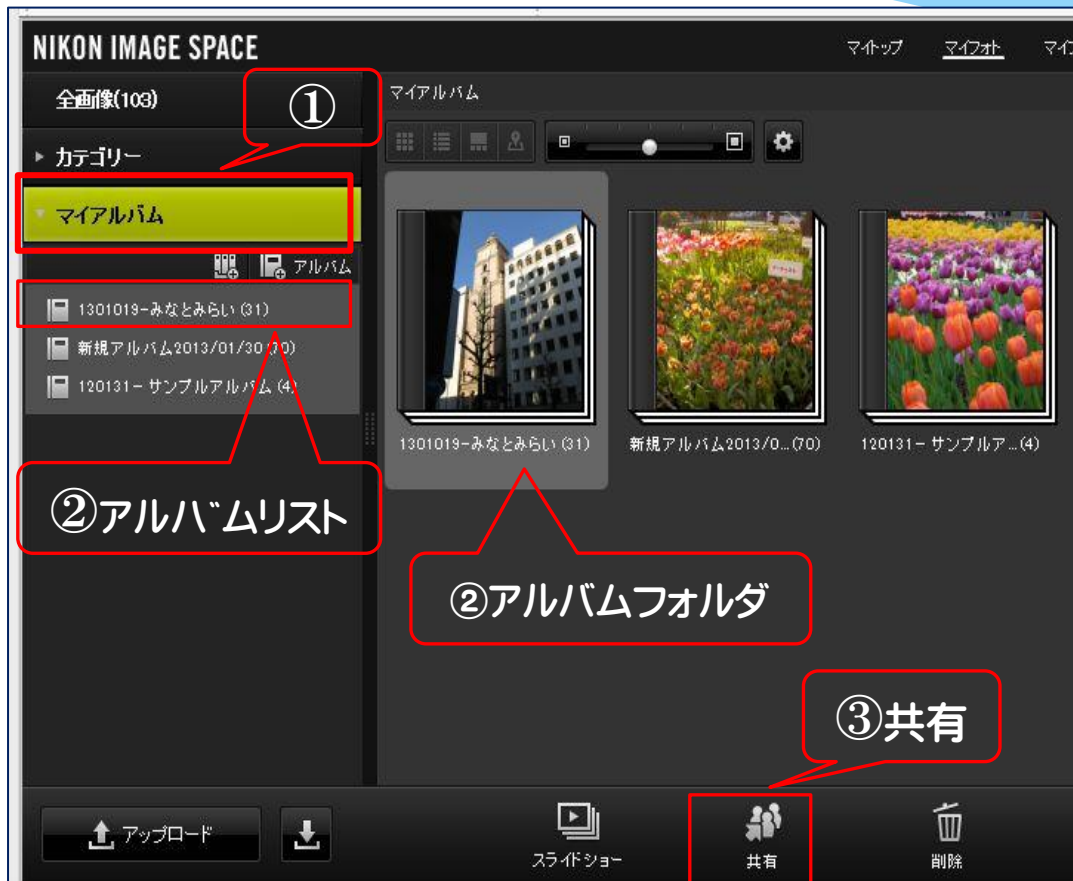 NIKON IMAGE SPACE
マイトップ マイフォト
全画像(103)
①
マイアルバム
カテゴリー
マイアルバム
アルバム
1301019-みなとみらい (31)
新規アルバム2013/01/30 (70)
120131-サンプルアルバム (4)
1301019-みなとみらい (31)
新規アルバム2013/0...(70)
120131-サンプルア...(4)
②アルバムリスト
②アルバムフォルダ
③共有
アップロード
スライドショー
共有
削除